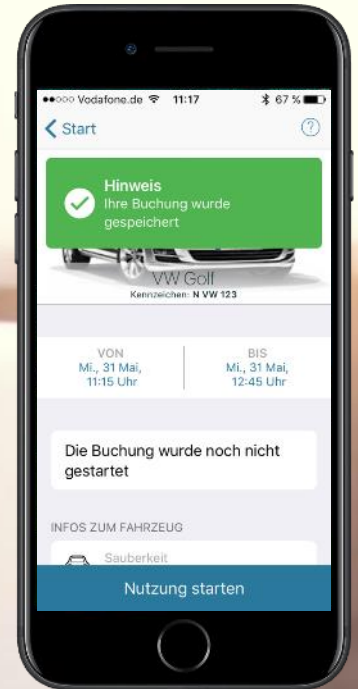 ●●○○○ Vodafone.de 11:17 67 %
Start
?
Hinweis
Ihre Buchung wurde
gespeichert
VW Golf
Kennzeichen: N VW 123
VON
Mi., 31 Mai,
11:15 Uhr
BIS
Mi., 31 Mai,
12:45 Uhr
Die Buchung wurde noch nicht
gestartet
INFOS ZUM FAHRZEUG
Sauberkeit
Nutzung starten